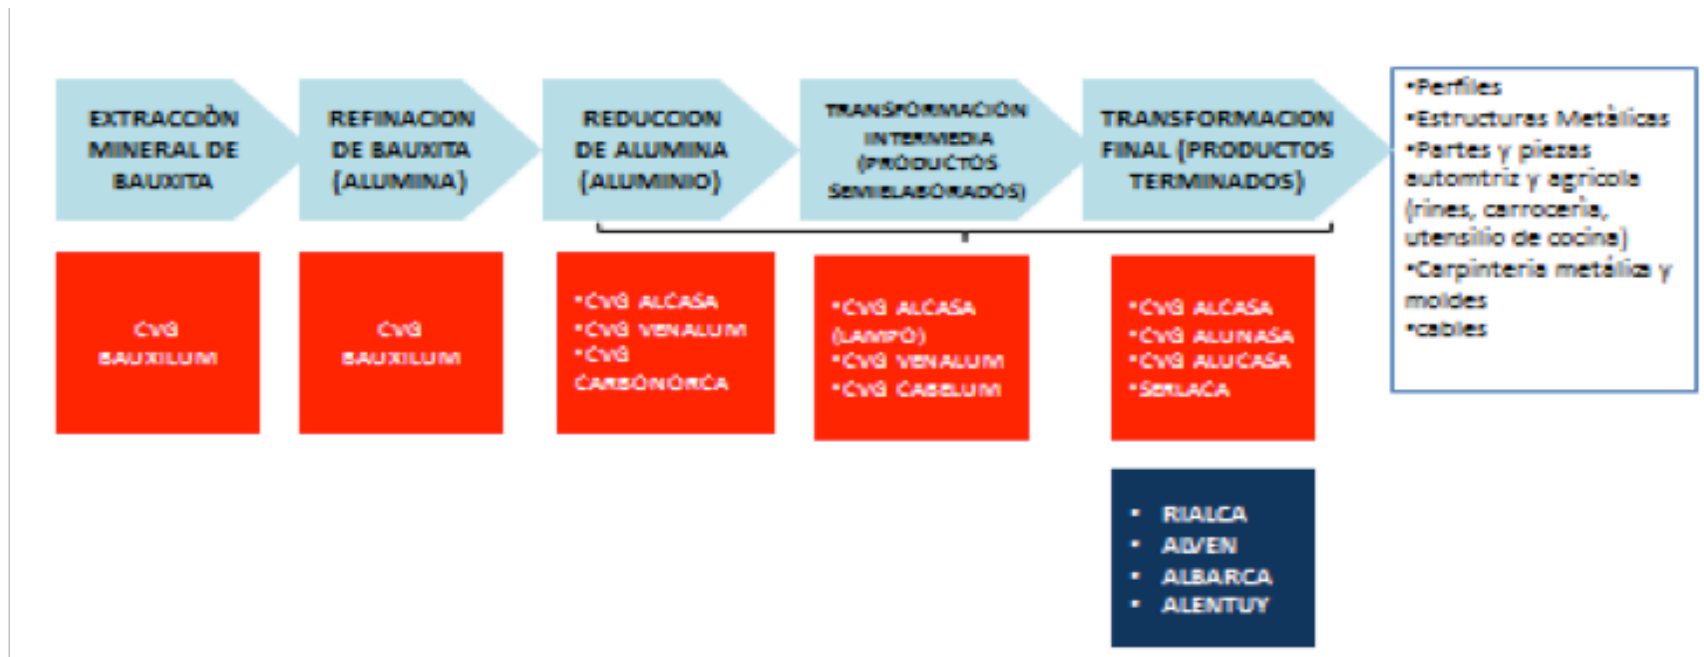 EXTRACCIÒN
MINERAL DE
BAUXITA
REFINACION
DE BAUXITA
(ALUMINA)
REDUCCION
DE ALUMINA
(ALUMINIO)
TRANSFORMACIÓN
INTERMEDIA
(PRODUCTOS
SEMIELABORADOS)
TRANSFORMACION
FINAL (PRODUCTOS
TERMINADOS)
•Perfiles
•Estructuras Metàlicas
•Partes y piezas
automtriz y agricola
(rines, carrocerìa,
utensilio de cocina)
•Carpinteria metáliza y
moldes
•cables
CVG
BAUXILUM
CVG
BAUXILUM
•CVG ALCASA
•CVG VENALUM
•CVG
CARBONORCA
•CVG ALCASA
(LAMPO)
•CVG VENALUM
•CVG CABELUM
•CVG ALCASA
•CVG ALUNASA
•CVG ALUCASA
•SERLACA
• RIALCA
• ALVEN
• ALBARCA
• ALENTUY